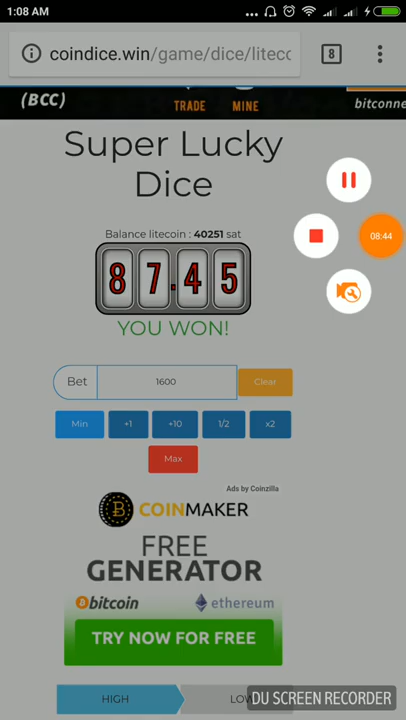 1:08 AM
coindice.win/game/dice/litecc
8
(BCC)
TRADE
MINE
bitconne
Super Lucky
Dice
08:44
Balance litecoin : 40251 sat
87.45
YOU WON!
Bet
1600
Clear
Min
+1
+10
1/2
x2
Max
Ads by Coinzilla
COINMAKER
FREE
GENERATOR
bitcoin
ethereum
TRY NOW FOR FREE
HIGH
LOW
DU SCREEN RECORDER